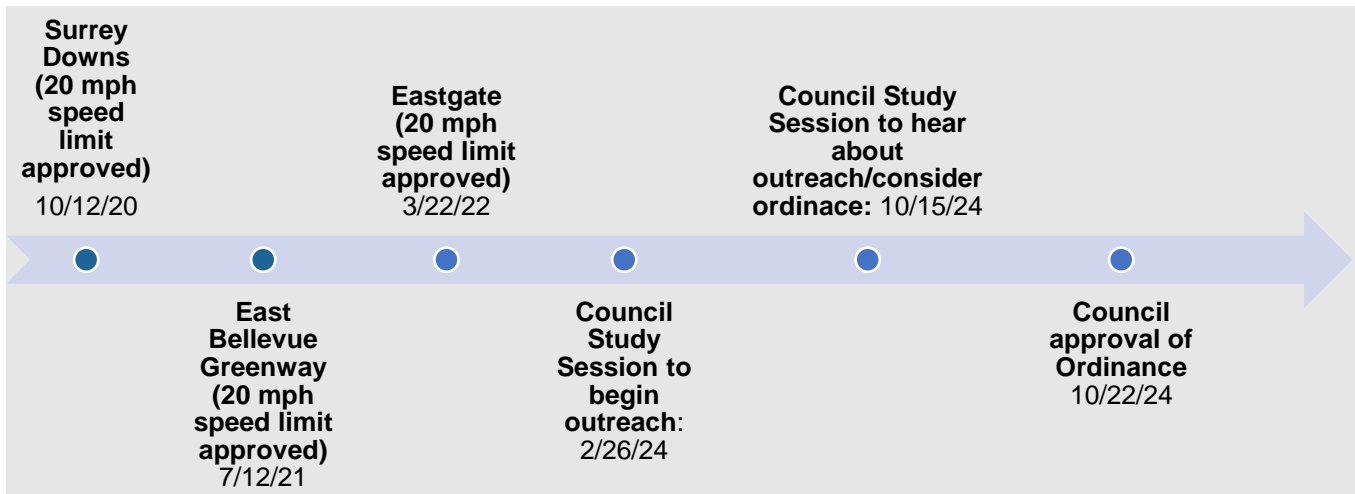 Surrey
Downs
(20 mph
speed
limit
approved)
10/12/20
East
Bellevue
Greenway
(20 mph
speed limit
approved)
7/12/21
Eastgate
(20 mph
speed limit
approved)
3/22/22
Council
Study
Session to
begin
outreach:
2/26/24
Council Study
Session to hear
about
outreach/consider
ordinace: 10/15/24
Council
approval of
Ordinance
10/22/24